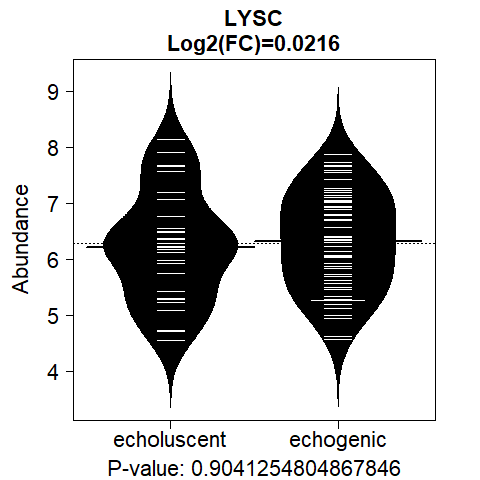 LYSC
Log2(FC)=0.0216
Abundance
9
8
7
6
5
4
echoluscent echogenic
P-value: 0.9041254804867846